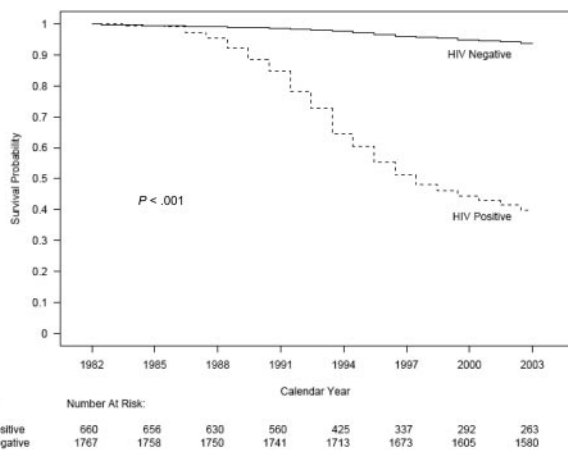 1
0.9
0.8
0.7
0.6
0.5
0.4
0.3
0.2
0.1
0
Survival Probability
HIV Negative
P < .001
HIV Positive
1982 1985 1988 1991 1994 1997 2000 2003
Calendar Year
Number At Risk:
sitive 660 656 630 560 425 337 292 263
gative 1767 1758 1750 1741 1713 1673 1605 1580